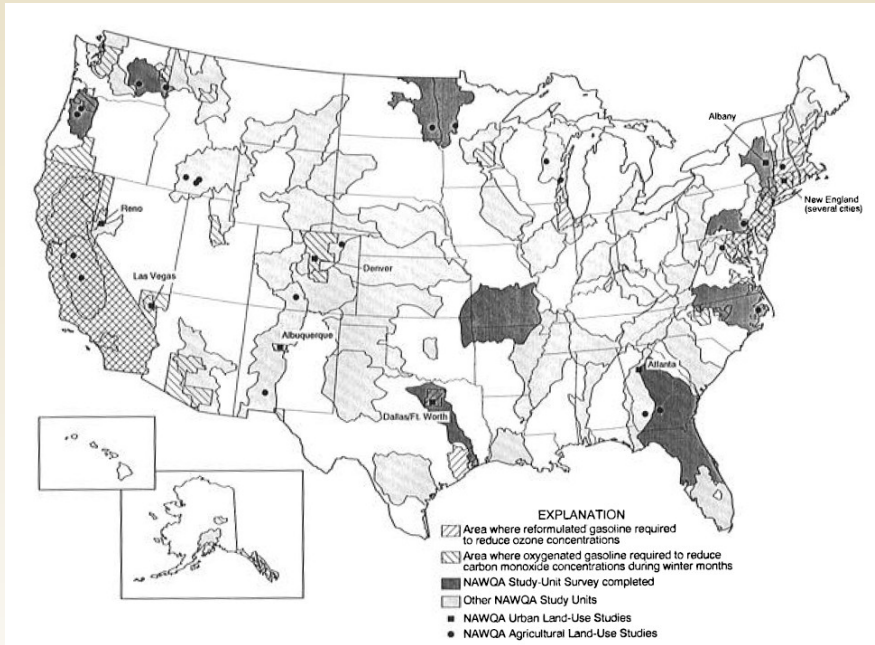 Albany
New England
(several cities)
Reno
Las Vegas
Denver
Albuquerque
Atlanta
Dallas/Ft. Worth
EXPLANATION
Area where reformulated gasoline required
to reduce ozone concentrations
Area where oxygenated gasoline required to reduce
carbon monoxide concentrations during winter months
NAWQA Study-Unit Survey completed
Other NAWQA Study Units
NAWQA Urban Land-Use Studies
NAWQA Agricultural Land-Use Studies